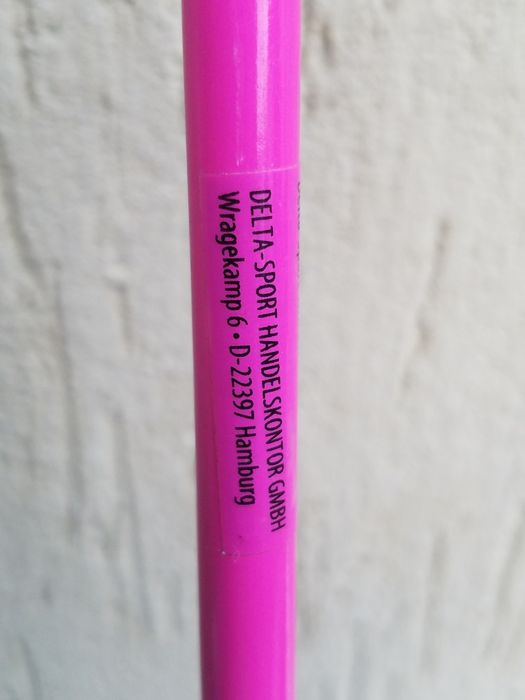 DELTA-SPORT HANDELSKONTOR GMBH
Wragekamp 6 • D-22397 Hamburg